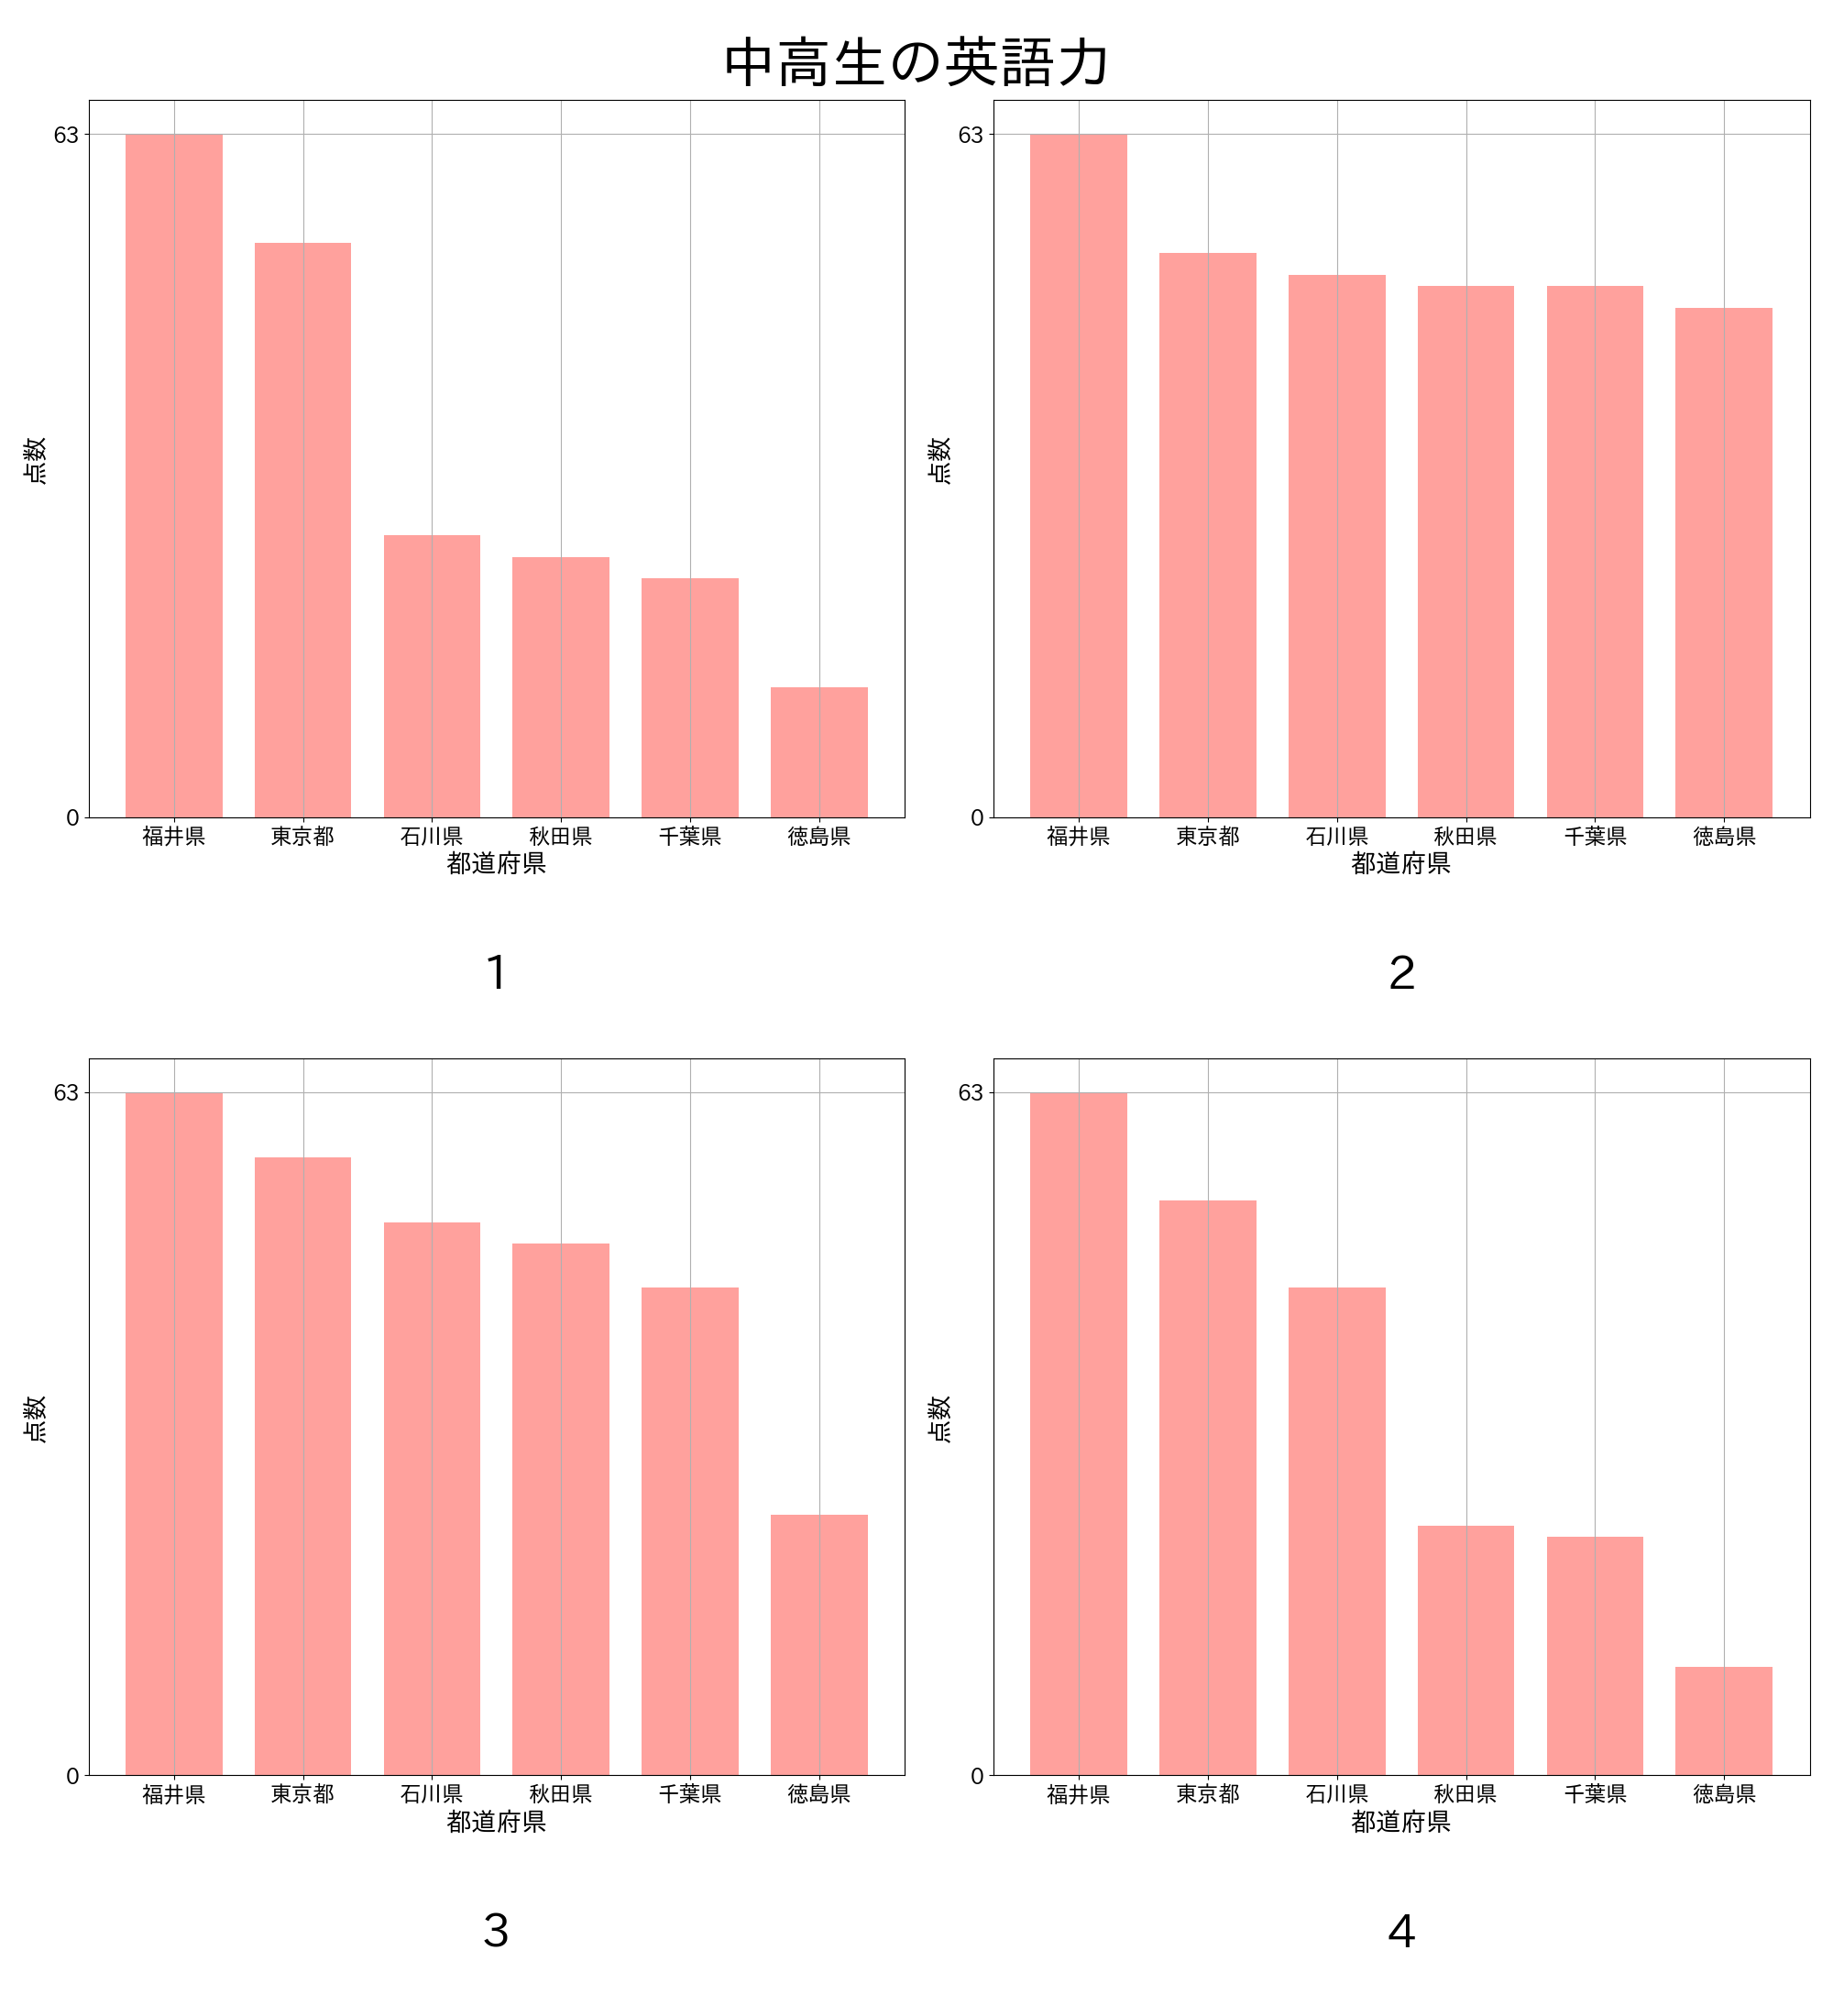 中高生の英語力
63
0
点数
福井県 東京都 石川県 秋田県 千葉県 徳島県
都道府県
1
63
0
点数
福井県 東京都 石川県 秋田県 千葉県 徳島県
都道府県
2
63
0
点数
福井県 東京都 石川県 秋田県 千葉県 徳島県
都道府県
3
63
0
点数
福井県 東京都 石川県 秋田県 千葉県 徳島県
都道府県
4